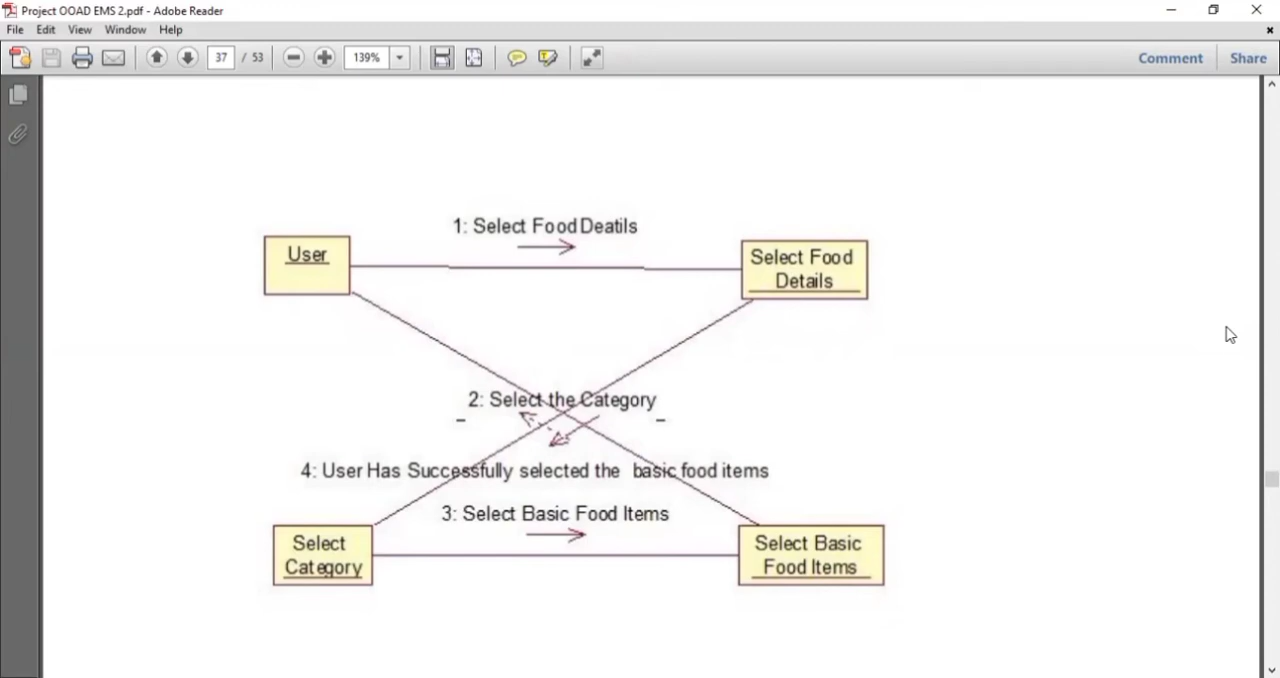 Project OOAD EMS 2.pdf - Adobe Reader
File Edit View Window Help
37 / 53 139% Comment Share
1: Select Food Deatils
User
Select Food
Details
2: Select the Category
4: User Has Successfully selected the basic food items
3: Select Basic Food Items
Select
Category
Select Basic
Food Items